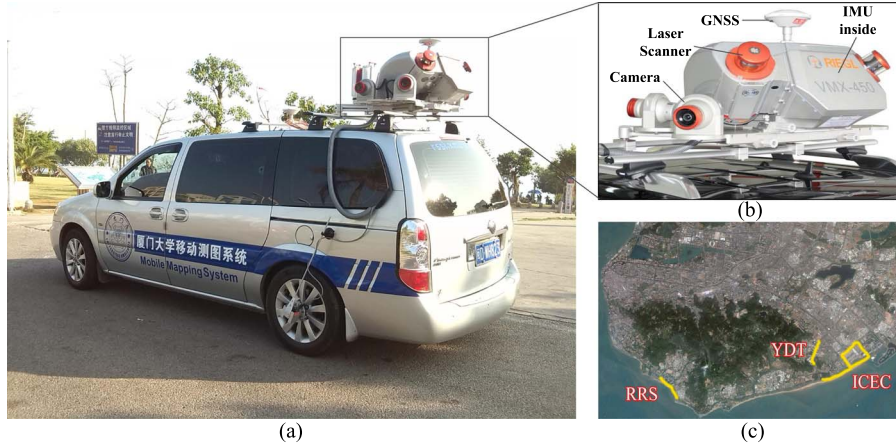 厦门大学移动测图系统
Mobile Mapping System
(a)
GNSS
IMU
inside
Laser
Scanner
Camera
RIEGL
VMX-450
(b)
YDT
ICEC
RRS
(c)